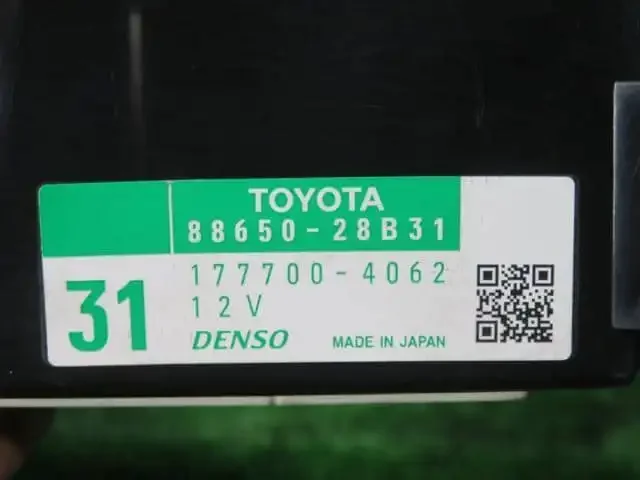 TOYOTA
88650-28B31
31
177700-4062
12V
DENSO
MADE IN JAPAN